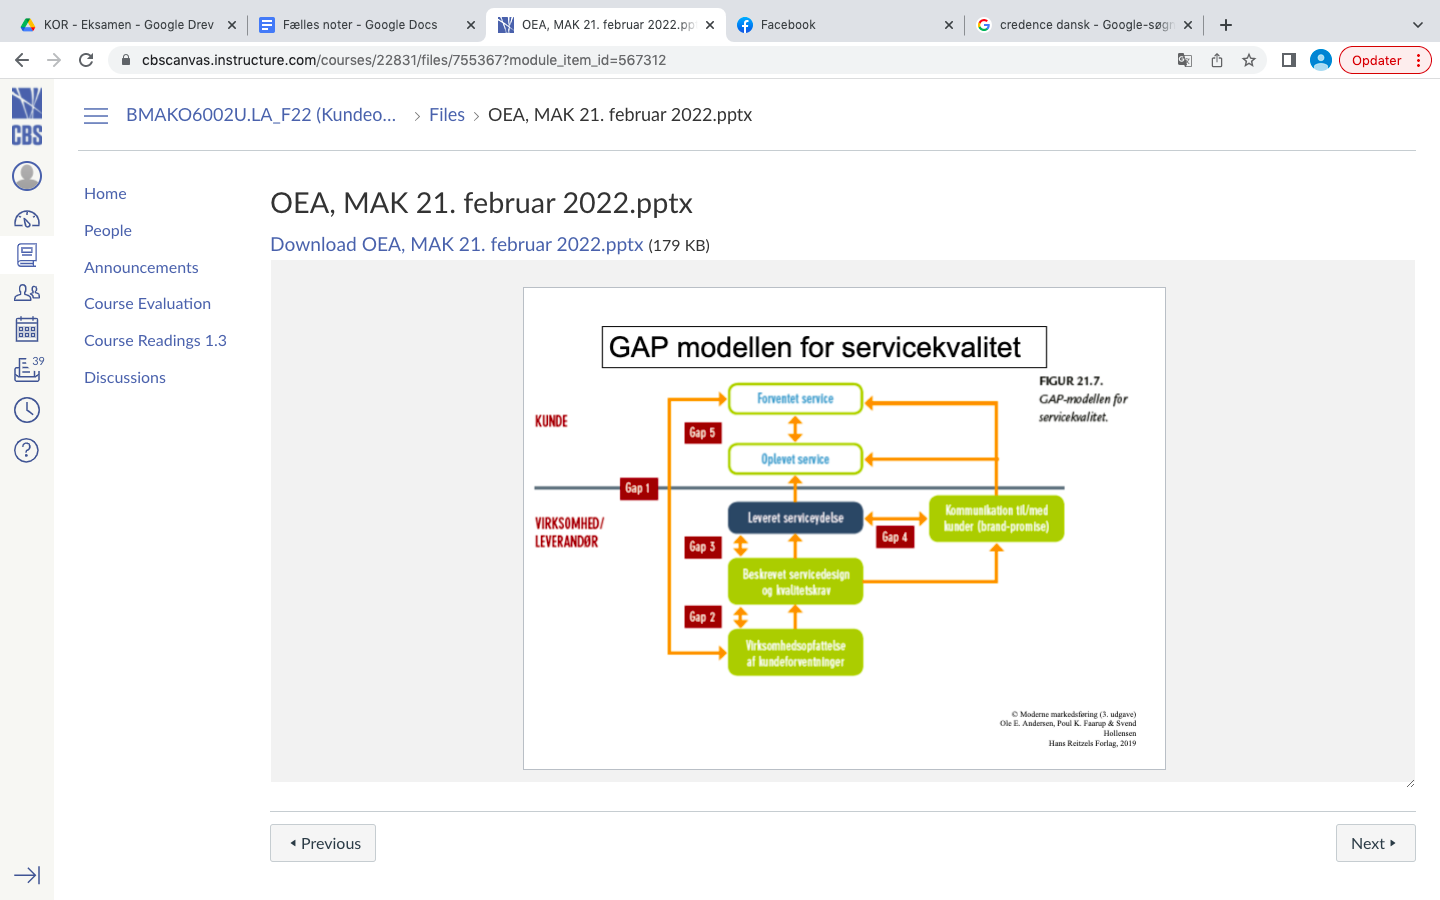 KOR - Eksamen - Google Drev
Fælles noter - Google Docs
OEA, MAK 21. februar 2022.pp
Facebook
credence dansk - Google-søgn
cbscanvas.instructure.com/courses/22831/files/755367?module_item_id=567312
Opdater
CBS
BMAKO6002U.LA_F22 (Kundeo...
Files
OEA, MAK 21. februar 2022.pptx
39
Home
People
Announcements
Course Evaluation
Course Readings 1.3
Discussions
OEA, MAK 21. februar 2022.pptx
Download OEA, MAK 21. februar 2022.pptx (179 KB)
GAP modellen for servicekvalitet
FIGUR 21.7.
GAP-modellen for
servicekvalitet.
KUNDE
Forventet service
Gap 5
Oplevet service
Gap 1
VIRKSOMHED/
LEVERANDØR
Leveret serviceydelse
Kommunikation til/med
kunder (brand-promise)
Gap 4
Gap 3
Beskrevet servicedesign
og kvalitetskrav
Gap 2
Virksomhedsopfattelse
af kundeforventninger
© Moderne markedsføring (3. udgave)
Ole E. Andersen, Poul K. Faarup & Svend
Hollensen
Hans Reitzels Forlag, 2019
Previous
Next